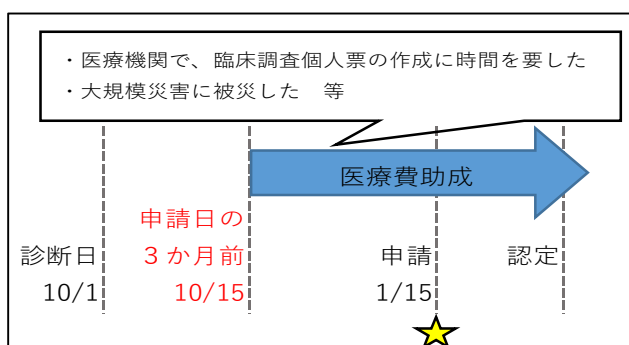 ・医療機関で、臨床調査個人票の作成に時間を要した
・大規模災害に被災した　等
医療費助成
診断日
10/1
申請日の
３か月前
10/15
申請
1/15
認定